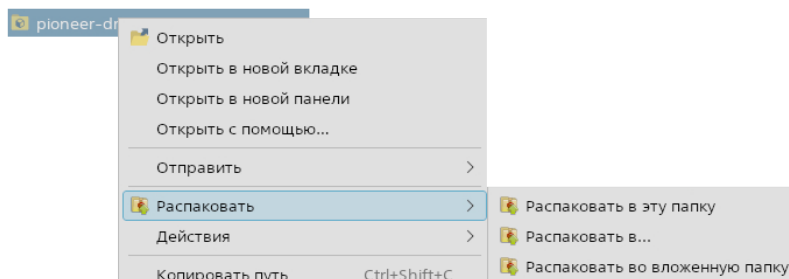 pioneer-dr
Открыть
Открыть в новой вкладке
Открыть в новой панели
Открыть с помощью...
Отправить
Распаковать
Распаковать в эту папку
Действия
Распаковать в...
Копировать путь Ctrl+Shift+C
Распаковать во вложенную папку